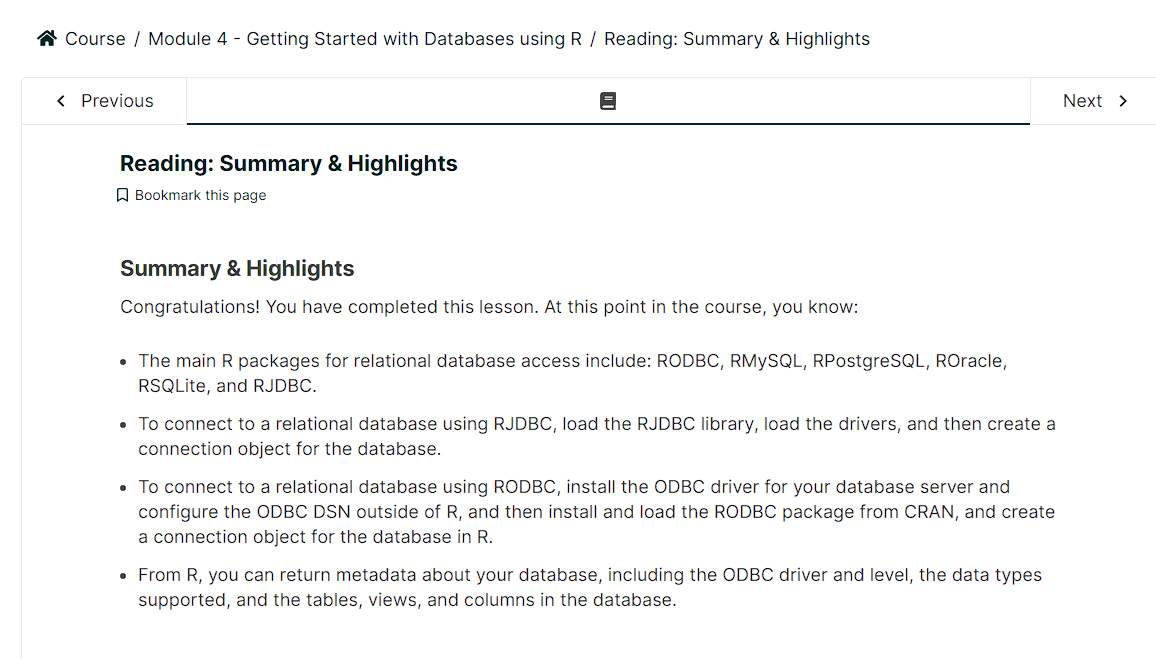 Course / Module 4 - Getting Started with Databases using R / Reading: Summary & Highlights
Previous
Next
Reading: Summary & Highlights
Bookmark this page
Summary & Highlights
Congratulations! You have completed this lesson. At this point in the course, you know:
• The main R packages for relational database access include: RODBC, RMySQL, RPostgreSQL, ROracle,
RSQLite, and RJDBC.
• To connect to a relational database using RJDBC, load the RJDBC library, load the drivers, and then create a
connection object for the database.
• To connect to a relational database using RODBC, install the ODBC driver for your database server and
configure the ODBC DSN outside of R, and then install and load the RODBC package from CRAN, and create
a connection object for the database in R.
• From R, you can return metadata about your database, including the ODBC driver and level, the data types
supported, and the tables, views, and columns in the database.